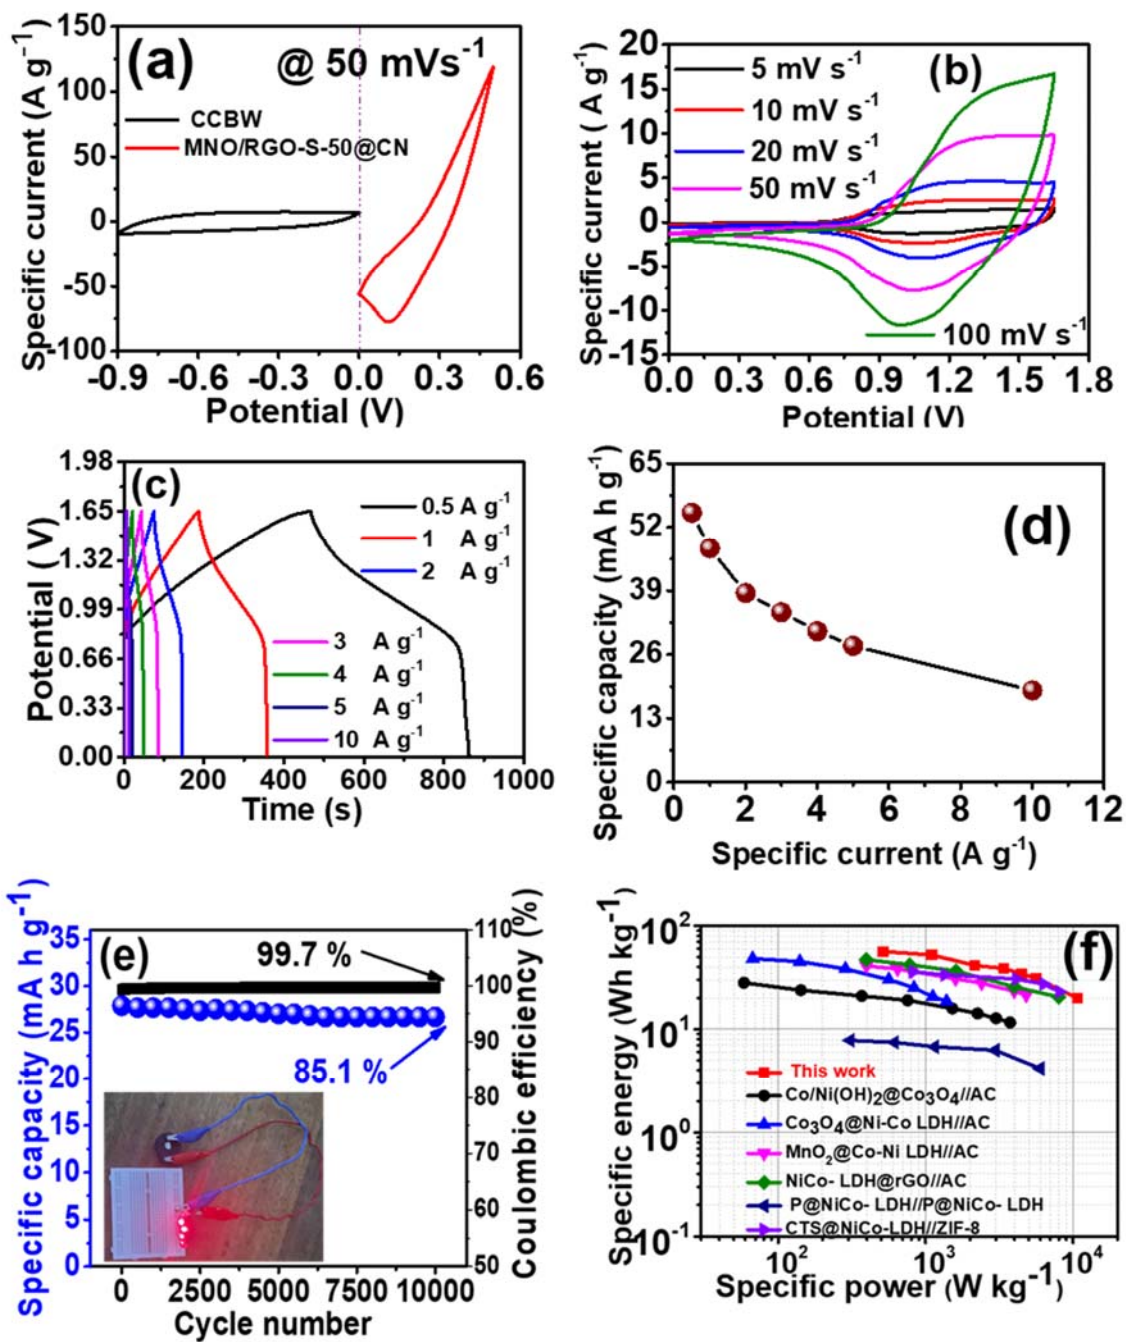 Specific current (A g⁻¹)
150
100
50
0
-50
-100
(a)
@ 50 mVs⁻¹
CCBW
MNO/RGO-S-50@CN
-0.9 -0.6 -0.3 0.0 0.3 0.6
Potential (V)
Specific current ( A g⁻¹)
20
15
10
5
0
-5
-10
-15
(b)
5 mV s⁻¹
10 mV s⁻¹
20 mV s⁻¹
50 mV s⁻¹
100 mV s⁻¹
0.0 0.3 0.6 0.9 1.2 1.5 1.8
Potential (V)
Potential (V)
1.98
1.65
1.32
0.99
0.66
0.33
0.00
(c)
0.5 A g⁻¹
1 A g⁻¹
2 A g⁻¹
3 A g⁻¹
4 A g⁻¹
5 A g⁻¹
10 A g⁻¹
0 200 400 600 800 1000
Time (s)
Specific capacity (mA h g⁻¹)
65
52
39
26
13
0
(d)
0 2 4 6 8 10 12
Specific current (A g⁻¹)
Specific capacity (mA h g⁻¹)
35
30
25
20
15
10
5
0
(e)
99.7 %
85.1 %
110
100
90
80
70
60
50
Coulombic efficiency (%)
0 2500 5000 7500 10000
Cycle number
Specific energy (Wh kg⁻¹)
10²
10¹
10⁰
10⁻¹
(f)
This work
Co/Ni(OH)₂@Co₃O₄//AC
Co₃O₄@Ni-Co LDH//AC
MnO₂@Co-Ni LDH//AC
NiCo- LDH@rGO//AC
P@NiCo- LDH//P@NiCo- LDH
CTS@NiCo-LDH//ZIF-8
10² 10³ 10⁴
Specific power (W kg⁻¹)